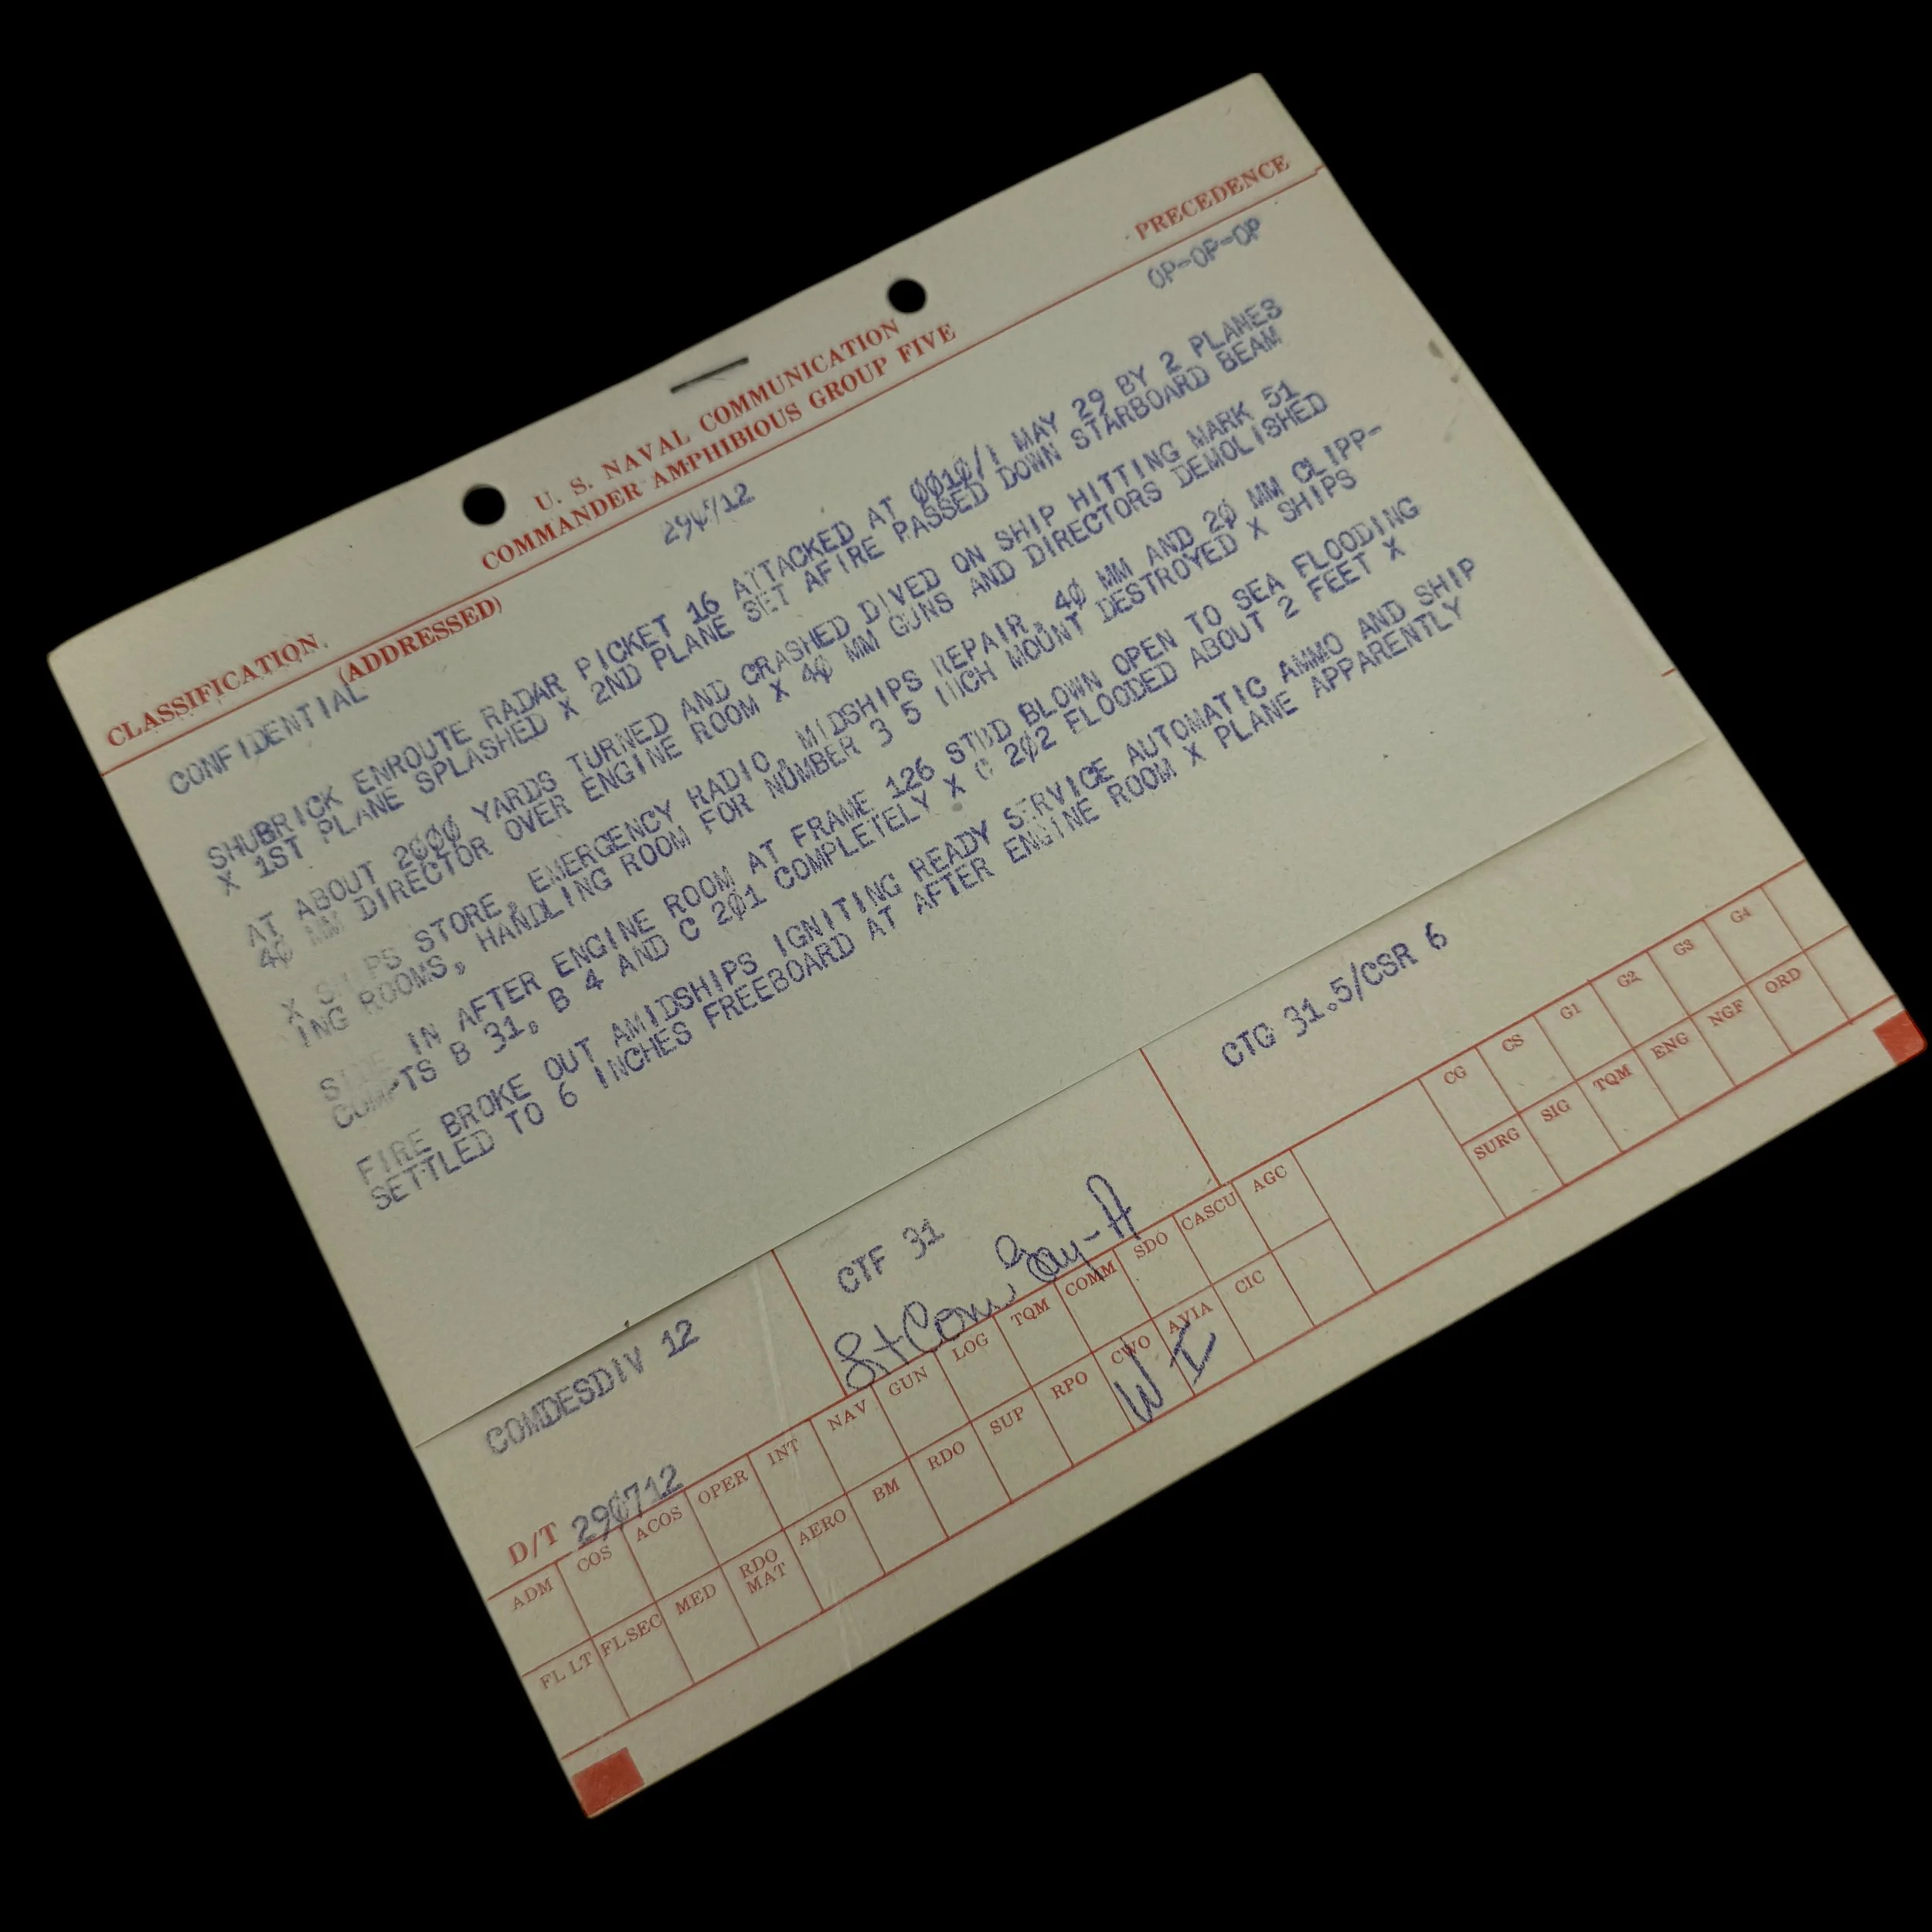 U. S. NAVAL COMMUNICATION
COMMANDER AMPHIBIOUS GROUP FIVE
CLASSIFICATION (ADDRESSED) PRECEDENCE
CONFIDENTIAL OP-OP-OP
SHUBRICK ENROUTE RADAR PICKET 16 ATTACKED AT 0010/I MAY 29 BY 2 PLANES
X 1ST PLANE SPLASHED X 2ND PLANE SET AFIRE PASSED DOWN STARBOARD BEAM
AT ABOUT 2000 YARDS TURNED AND CRASHED DIVED ON SHIP HITTING MARK 51
40 MM DIRECTOR OVER ENGINE ROOM X 40 MM GUNS AND DIRECTORS DEMOLISHED
X SHIPS STORE, EMERGENCY RADIO, MIDSHIPS REPAIR, 40 MM AND 20 MM CLIPP-
ING ROOMS, HANDLING ROOM FOR NUMBER 3 5 INCH MOUNT DESTROYED X SHIPS
SIDE IN AFTER ENGINE ROOM AT FRAME 126 STBD BLOWN OPEN TO SEA FLOODING
COMPTS B 31, B 4 AND C 201 COMPLETELY X C 202 FLOODED ABOUT 2 FEET X
FIRE BROKE OUT AMIDSHIPS IGNITING READY SERVICE AUTOMATIC AMMO AND SHIP
SETTLED TO 6 INCHES FREEBOARD AT AFTER ENGINE ROOM X PLANE APPARENTLY
COMDESDIV 12 CTF 31 CTG 31.5/CSR 6
D/T 290712
ADM COS ACOS OPER INT NAV GUN LOG TQM COMM SDO CASCU AGC CG CS G1 G2 G3 G4
FL LT FLSEC MED RDO MAT AERO BM RDO SUP RPO CWO AVIA CIC SURG SIG TQM ENG NGF ORD
W I